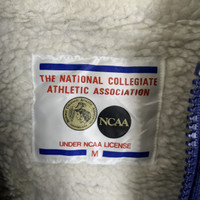 THE NATIONAL COLLEGIATE
ATHLETIC ASSOCIATION
NCAA
UNDER NCAA LICENSE
M